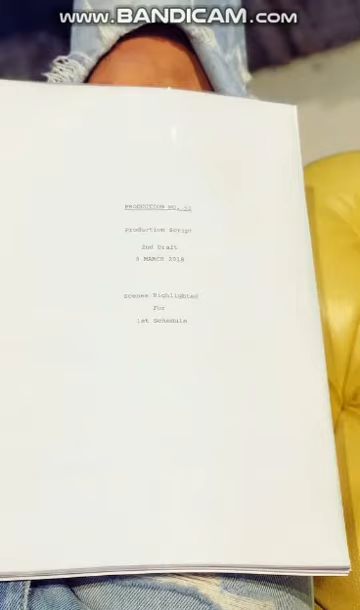 www.BANDICAM.com
PRODUCTION NO.
production Script
2nd Draft
MARCH 2018
scenes Highlighted
For
1st Schedule